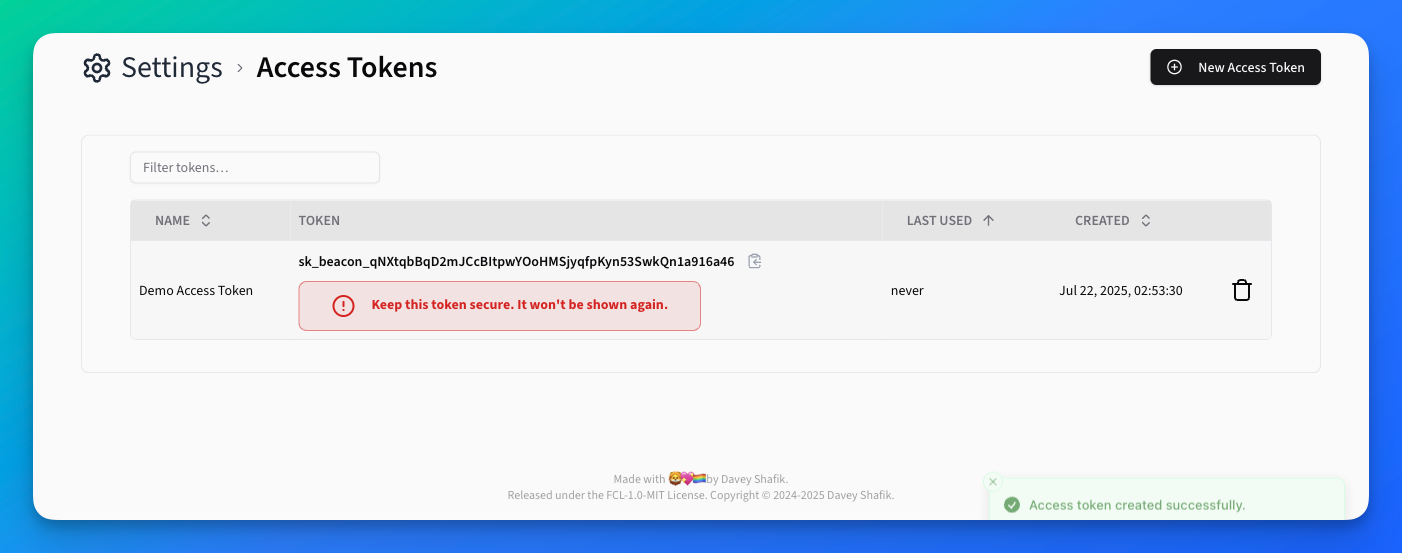 Settings › Access Tokens
New Access Token
Filter tokens…
NAME TOKEN LAST USED CREATED
sk_beacon_qNXtqbBqD2mJCcBItpwYOoHMSjyqfpKyn53SwkQn1a916a46
Demo Access Token never Jul 22, 2025, 02:53:30
Keep this token secure. It won't be shown again.
Made with 🦁💖🏳️‍🌈 by Davey Shafik.
Released under the FCL-1.0-MIT License. Copyright © 2024-2025 Davey Shafik.
Access token created successfully.